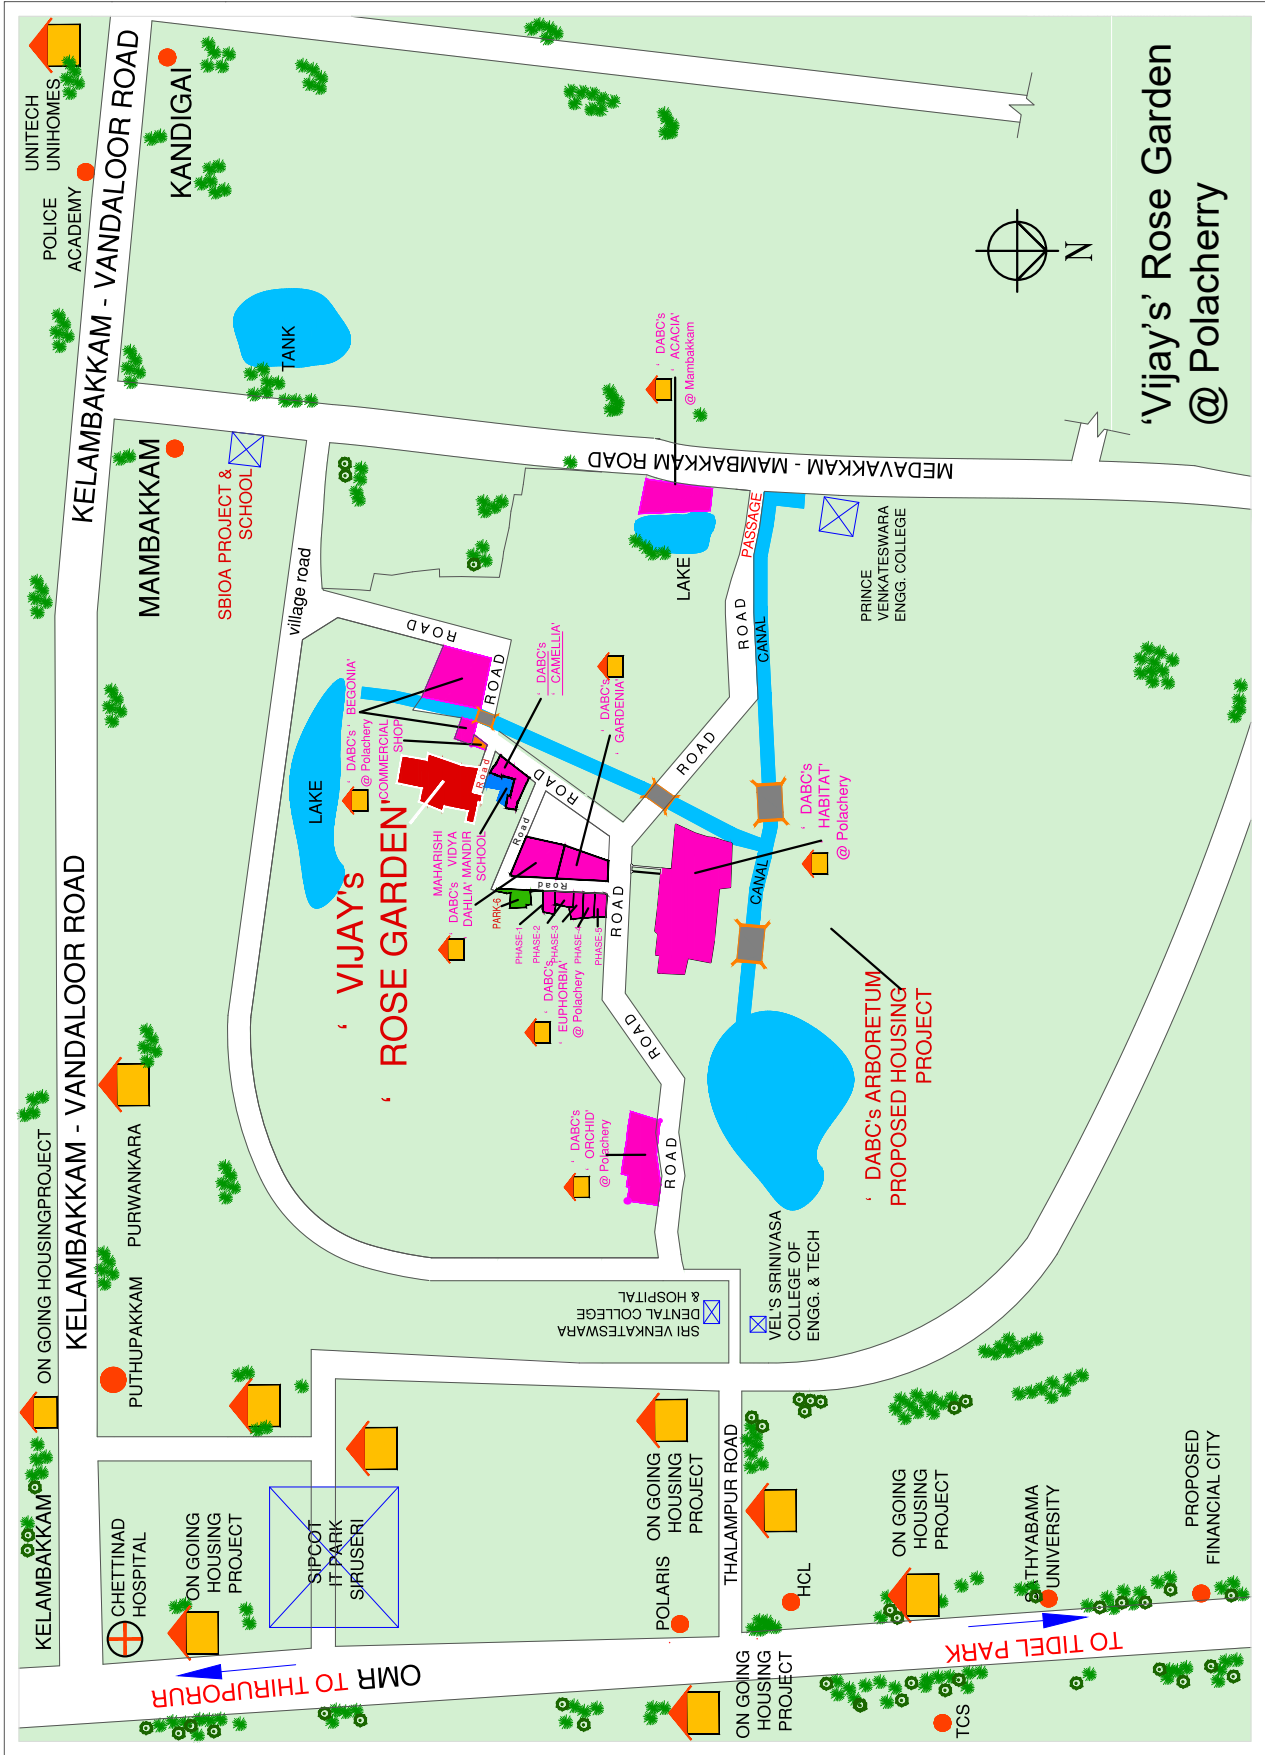 'Vijay's' Rose Garden
@ Polacherry
N
UNITECH
UNIHOMES
POLICE
ACADEMY
KELAMBAKKAM - VANDALOOR ROAD
KANDIGAI
TANK
MAMBAKKAM
SBIOA PROJECT &
SCHOOL
village road
MEDAVAKKAM - MAMBAKKAM ROAD
' DABC's
' ACACIA'
@ Mambakkam
LAKE
PASSAGE
PRINCE
VENKATESWARA
ENGG. COLLEGE
ROAD
CANAL
ROAD
ROAD
ROAD
ROAD
LAKE
' DABC's ' BEGONIA'
@ Polachery
COMMERCIAL
SHOP
' DABC's
' CAMELLIA'
' DABC's
' GARDENIA'
' VIJAY's
' ROSE GARDEN'
MAHARISHI
VIDYA
MANDIR
SCHOOL
' DABC's
DAHLIA'
Road
Road
Road
PARK-6
PHASE-1
PHASE-2
PHASE-3
PHASE-4
PHASE-5
' DABC's
' EUPHORBIA'
@ Polachery
ROAD
ROAD
CANAL
' DABC's
HABITAT'
@ Polachery
' DABC's ARBORETUM
PROPOSED HOUSING
PROJECT
' DABC's
' ORCHID'
@ Polachery
ROAD
KELAMBAKKAM - VANDALOOR ROAD
ON GOING HOUSINGPROJECT
PURWANKARA
PUTHUPAKKAM
SRI VENKATESWARA
DENTAL COLLEGE
& HOSPITAL
VEL'S SRINIVASA
COLLEGE OF
ENGG. & TECH
KELAMBAKKAM
CHETTINAD
HOSPITAL
ON GOING
HOUSING
PROJECT
SIPCOT
IT PARK
SIRUSERI
ON GOING
HOUSING
PROJECT
POLARIS
THALAMPUR ROAD
HCL
ON GOING
HOUSING
PROJECT
ATHYABAMA
UNIVERSITY
PROPOSED
FINANCIAL CITY
OMR TO THIRUPORUR
TO TIDEL PARK
ON GOING
HOUSING
PROJECT
TCS